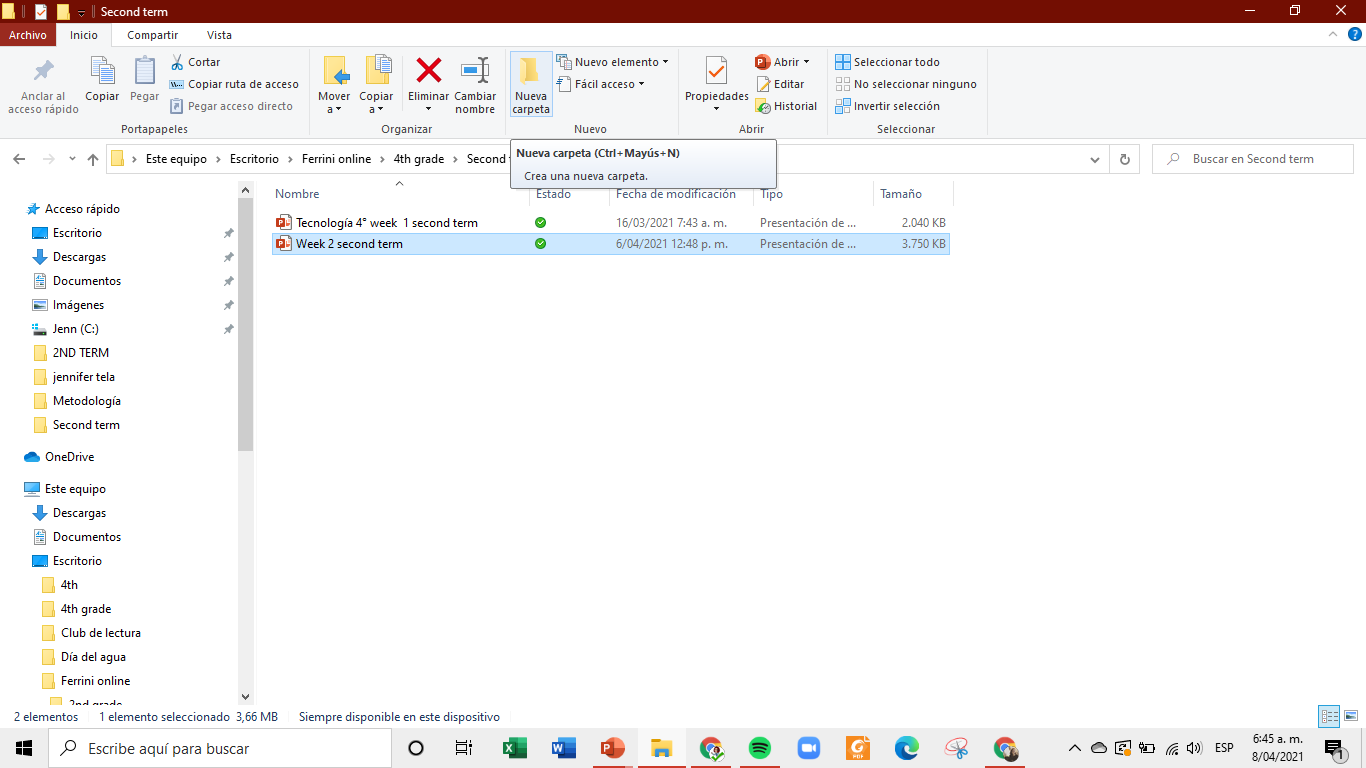 Second term
Archivo Inicio Compartir Vista
Anclar al acceso rápido
Copiar
Pegar
Cortar
Copiar ruta de acceso
Pegar acceso directo
Portapapeles
Mover a
Copiar a
Eliminar
Cambiar nombre
Organizar
Nueva carpeta
Nuevo elemento
Fácil acceso
Nuevo
Propiedades
Abrir
Editar
Historial
Abrir
Seleccionar todo
No seleccionar ninguno
Invertir selección
Seleccionar
Este equipo > Escritorio > Ferrini online > 4th grade > Second
Buscar en Second term
Nueva carpeta (Ctrl+Mayús+N)
Crea una nueva carpeta.
Nombre Estado Fecha de modificación Tipo Tamaño
Tecnología 4° week 1 second term 16/03/2021 7:43 a. m. Presentación de ... 2.040 KB
Week 2 second term 6/04/2021 12:48 p. m. Presentación de ... 3.750 KB
Acceso rápido
Escritorio
Descargas
Documentos
Imágenes
Jenn (C:)
2ND TERM
jennifer tela
Metodología
Second term
OneDrive
Este equipo
Descargas
Documentos
Escritorio
4th
4th grade
Club de lectura
Día del agua
Ferrini online
2nd grade
2 elementos 1 elemento seleccionado 3,66 MB Siempre disponible en este dispositivo
Escribe aquí para buscar
ESP
6:45 a. m.
8/04/2021
1